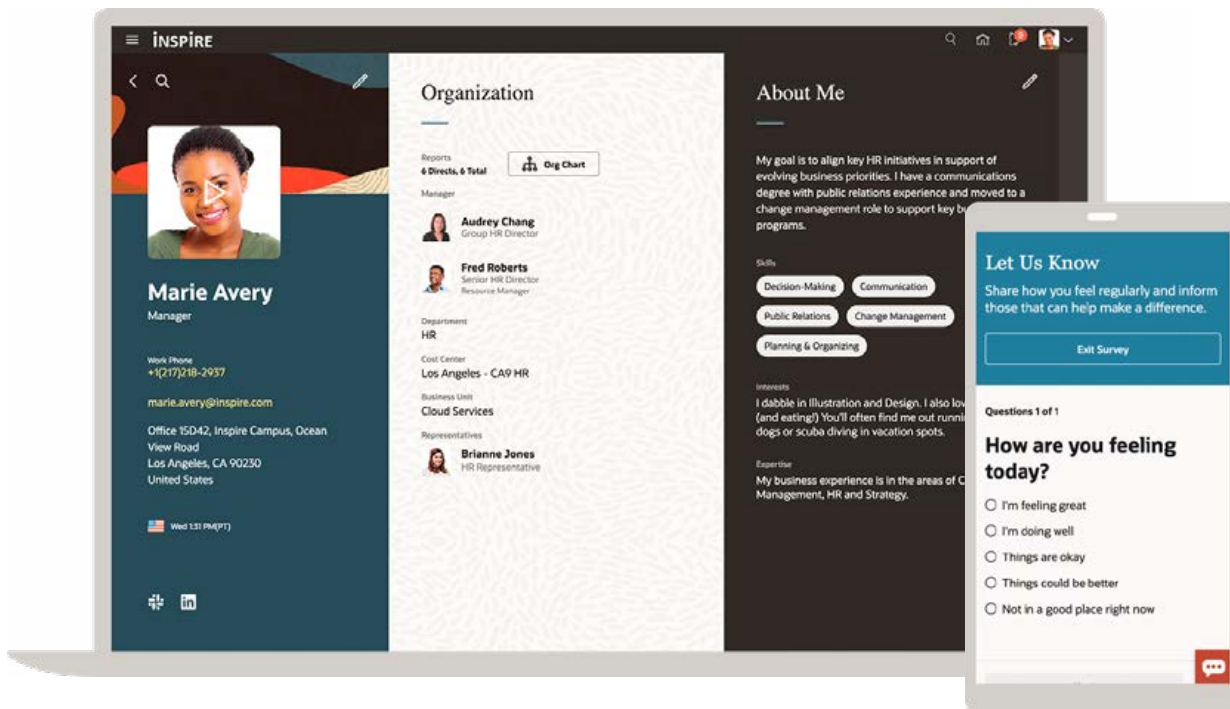 iNSPiRE
Marie Avery
Manager
Work Phone
+1(217)218-2937
marie.avery@inspire.com
Office 15D42, Inspire Campus, Ocean
View Road
Los Angeles, CA 90230
United States
Wed 1:31 PM(PT)
in
Organization
Reports
6 Directs, 6 Total
Org Chart
Manager
Audrey Chang
Group HR Director
Fred Roberts
Senior HR Director
Resource Manager
Department
HR
Cost Center
Los Angeles - CA9 HR
Business Unit
Cloud Services
Representatives
Brianne Jones
HR Representative
About Me
My goal is to align key HR initiatives in support of
evolving business priorities. I have a communications
degree with public relations experience and moved to a
change management role to support key
programs.
Skills
Decision-Making
Communication
Public Relations
Change Management
Planning & Organizing
Interests
I dabble in Illustration and Design. I also
(and eating!) You'll often find me out
dogs or scuba diving in vacation spots.
Expertise
My business experience is in the areas of
Management, HR and Strategy.
Let Us Know
Share how you feel regularly and inform
those that can help make a difference.
Exit Survey
Questions 1 of 1
How are you feeling
today?
I'm feeling great
I'm doing well
Things are okay
Things could be better
Not in a good place right now